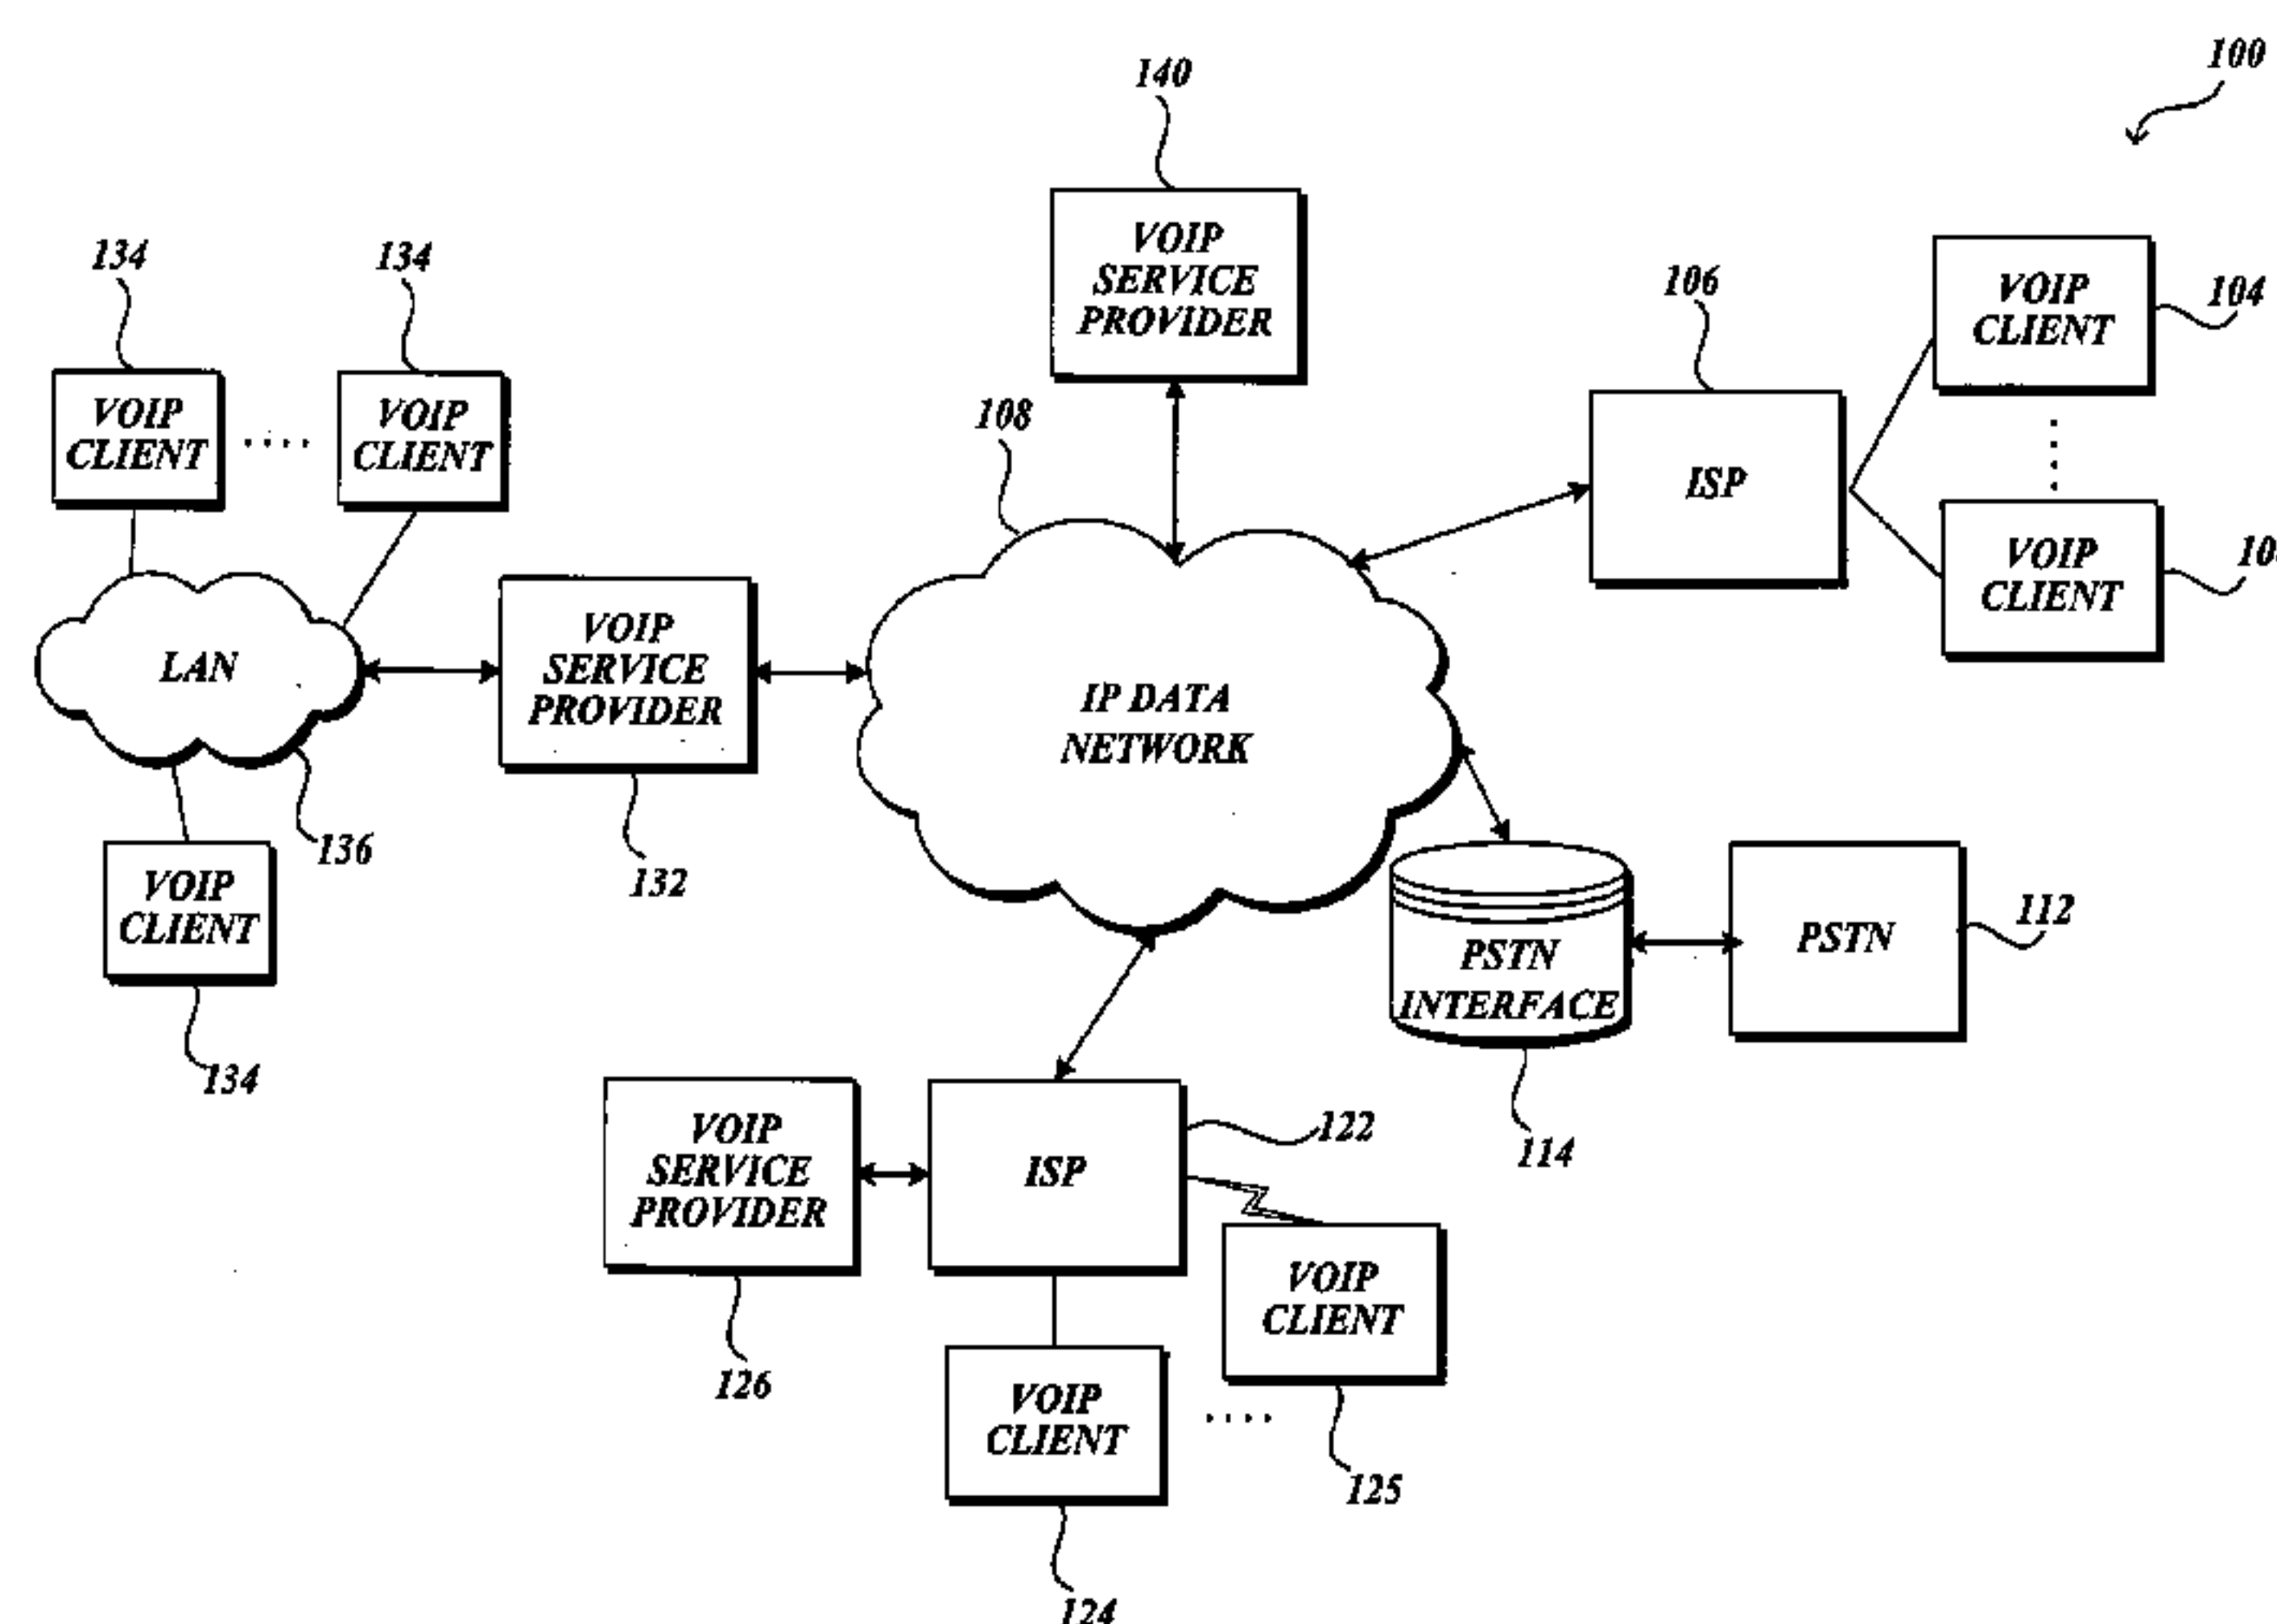 100
140
VOIP
SERVICE
PROVIDER
106
VOIP
CLIENT
104
134
134
VOIP
CLIENT
VOIP
CLIENT
108
ISP
VOIP
CLIENT
LAN
VOIP
SERVICE
PROVIDER
IP DATA
NETWORK
136
132
VOIP
CLIENT
134
PSTN
INTERFACE
PSTN
112
114
VOIP
SERVICE
PROVIDER
ISP
122
126
VOIP
CLIENT
125
VOIP
CLIENT
124